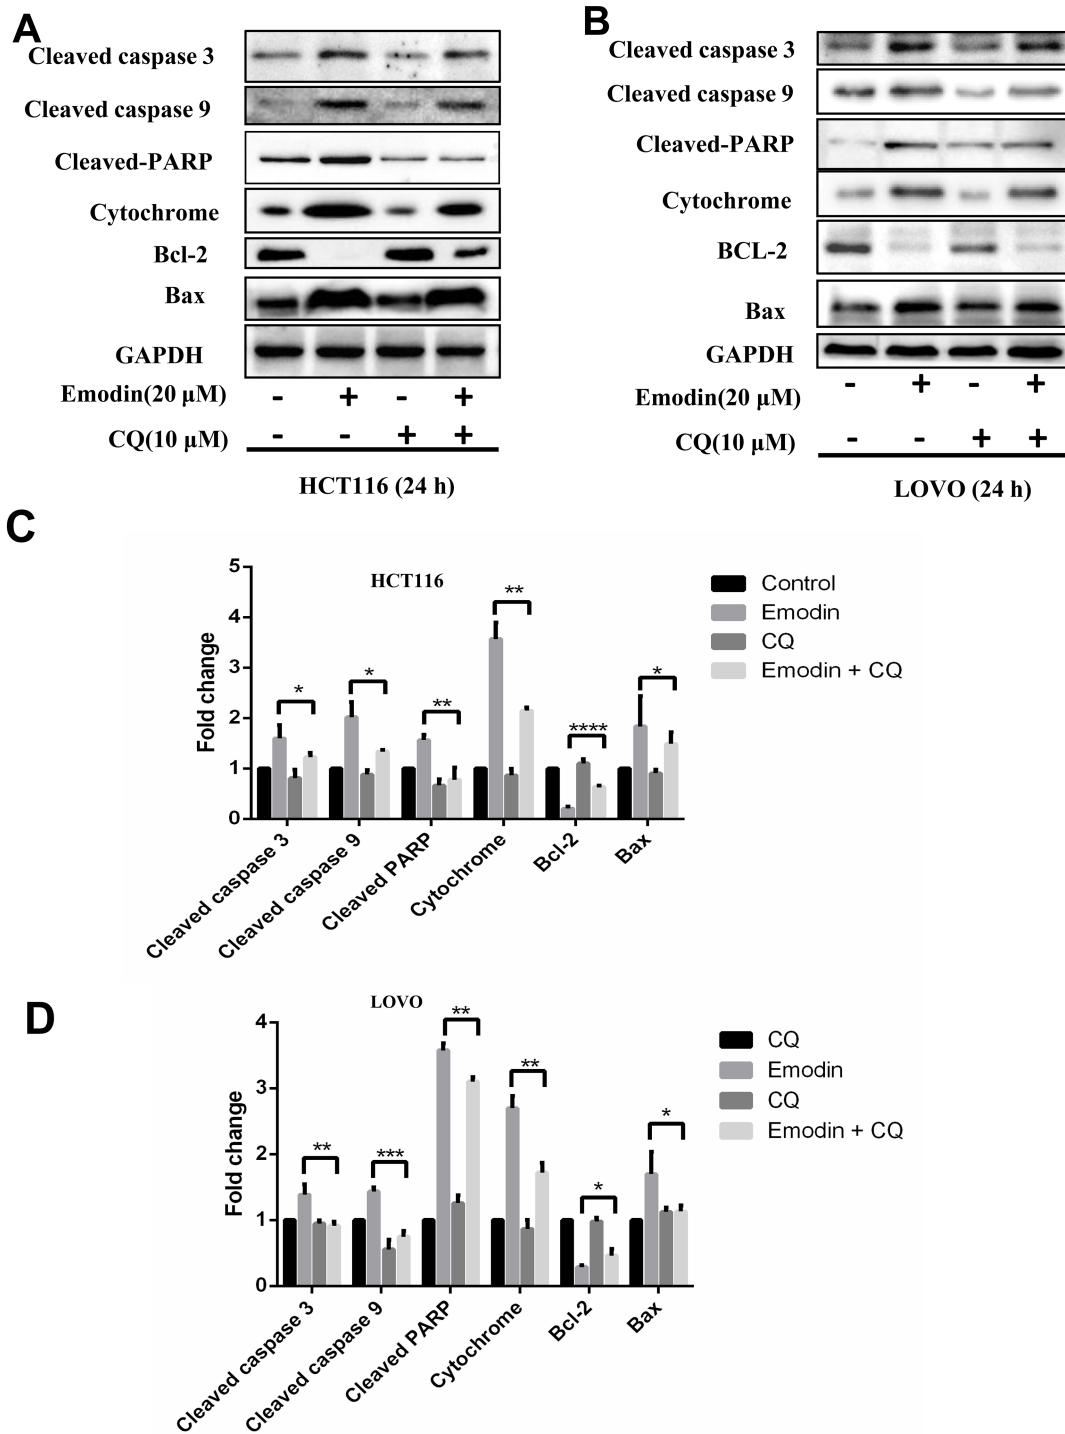 A
Cleaved caspase 3
Cleaved caspase 9
Cleaved-PARP
Cytochrome
Bcl-2
Bax
GAPDH
Emodin(20 μM) - + - +
CQ(10 μM) - - + +
HCT116 (24 h)
B
Cleaved caspase 3
Cleaved caspase 9
Cleaved-PARP
Cytochrome
BCL-2
Bax
GAPDH
Emodin(20 μM) - + - +
CQ(10 μM) - - + +
LOVO (24 h)
C
HCT116
Fold change
5
4
3
2
1
0
*
*
**
**
****
*
Cleaved caspase 3
Cleaved caspase 9
Cleaved PARP
Cytochrome
Bcl-2
Bax
Control
Emodin
CQ
Emodin + CQ
D
LOVO
Fold change
4
3
2
1
0
**
***
**
**
*
*
Cleaved caspase 3
Cleaved caspase 9
Cleaved PARP
Cytochrome
Bcl-2
Bax
CQ
Emodin
CQ
Emodin + CQ